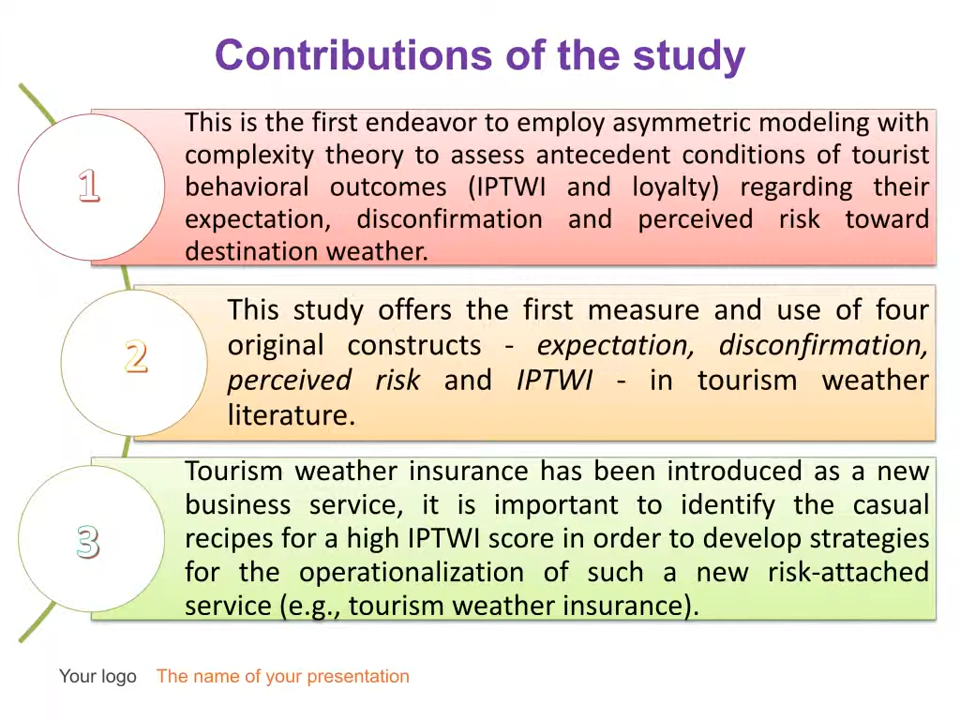 Contributions of the study
1
This is the first endeavor to employ asymmetric modeling with
complexity theory to assess antecedent conditions of tourist
behavioral outcomes (IPTWI and loyalty) regarding their
expectation, disconfirmation and perceived risk toward
destination weather.
2
This study offers the first measure and use of four
original constructs - expectation, disconfirmation,
perceived risk and IPTWI - in tourism weather
literature.
3
Tourism weather insurance has been introduced as a new
business service, it is important to identify the casual
recipes for a high IPTWI score in order to develop strategies
for the operationalization of such a new risk-attached
service (e.g., tourism weather insurance).
Your logo The name of your presentation